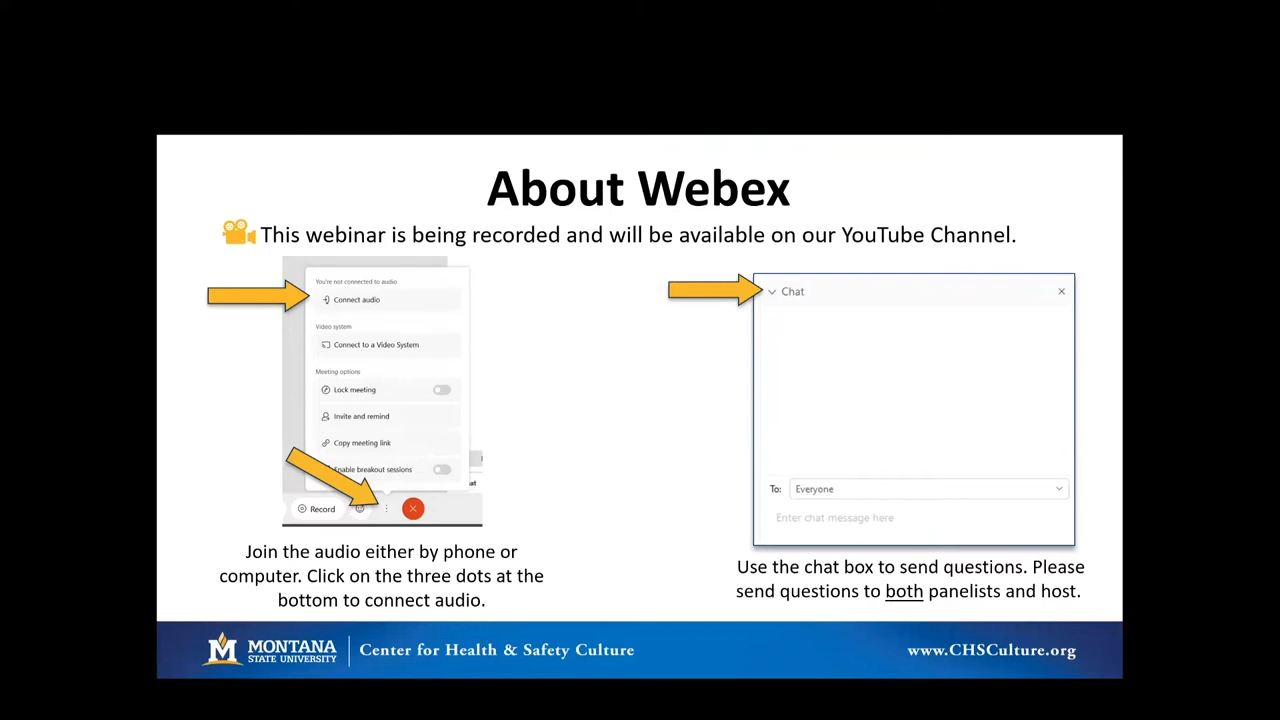 About Webex
This webinar is being recorded and will be available on our YouTube Channel.
You're not connected to audio
Connect audio
Video system
Connect to a Video System
Meeting options
Lock meeting
Invite and remind
Copy meeting link
Enable breakout sessions
Record
Join the audio either by phone or
computer. Click on the three dots at the
bottom to connect audio.
Chat
To: Everyone
Enter chat message here
Use the chat box to send questions. Please
send questions to both panelists and host.
MONTANA
STATE UNIVERSITY
Center for Health & Safety Culture
www.CHSCulture.org